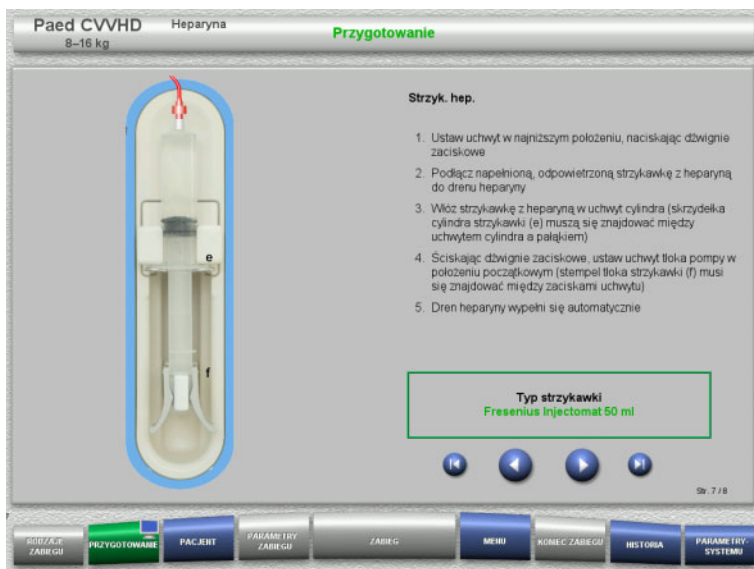 Paed CVVHD
8–16 kg
Heparyna
Przygotowanie
Strzyk. hep.
1. Ustaw uchwyt w najniższym położeniu, naciskając dźwignie
zaciskowe
2. Podłącz napełnioną, odpowietrzoną strzykawkę z heparyną
do drenu heparyny
3. Włóż strzykawkę z heparyną w uchwyt cylindra (skrzydełka
cylindra strzykawki (e) muszą się znajdować między
uchwytem cylindra a pałąkiem)
4. Ściskając dźwignie zaciskowe, ustaw uchwyt tłoka pompy w
położeniu początkowym (stempel tłoka strzykawki (f) musi
się znajdować między zaciskami uchwytu)
5. Dren heparyny wypełni się automatycznie
e
f
Typ strzykawki
Fresenius Injectomat 50 ml
Str. 7 / 8
RODZAJE
ZABIEGU
PRZYGOTOWANIE
PACJENT
PARAMETRY
ZABIEGU
ZABIEG
MENU
KONIEC ZABIEGU
HISTORIA
PARAMETRY-
SYSTEMU